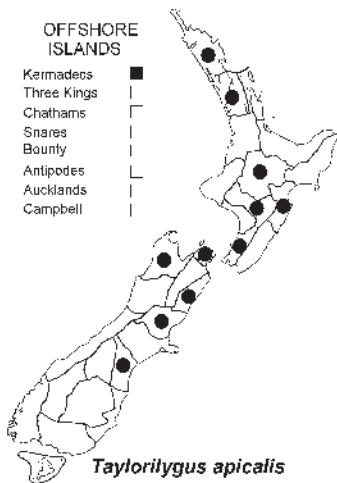 OFFSHORE
ISLANDS
Kermadecs
Three Kings
Chathams
Snares
Bounty
Antipodes
Aucklands
Campbell
Taylorilygus apicalis